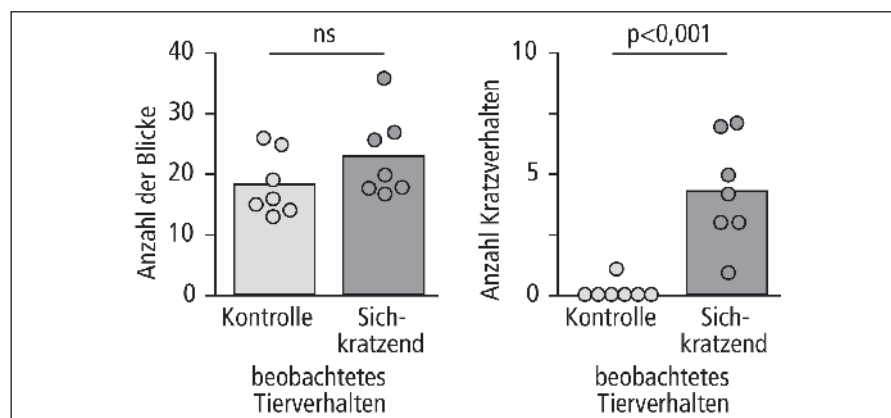 ns
40
30
20
10
0
Anzahl der Blicke
Kontrolle
Sich-
kratzend
beobachtetes
Tierverhalten
p<0,001
10
5
0
Anzahl Kratzverhalten
Kontrolle
Sich-
kratzend
beobachtetes
Tierverhalten